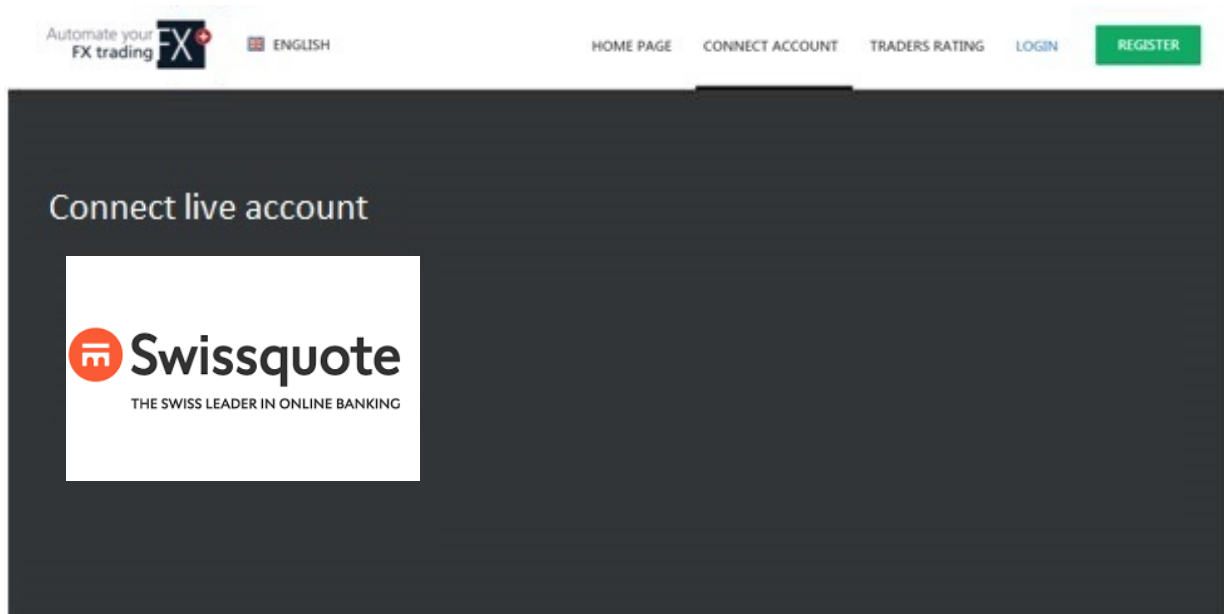 Automate your
FX trading FX
ENGLISH
HOME PAGE CONNECT ACCOUNT TRADERS RATING LOGIN REGISTER
Connect live account
Swissquote
THE SWISS LEADER IN ONLINE BANKING